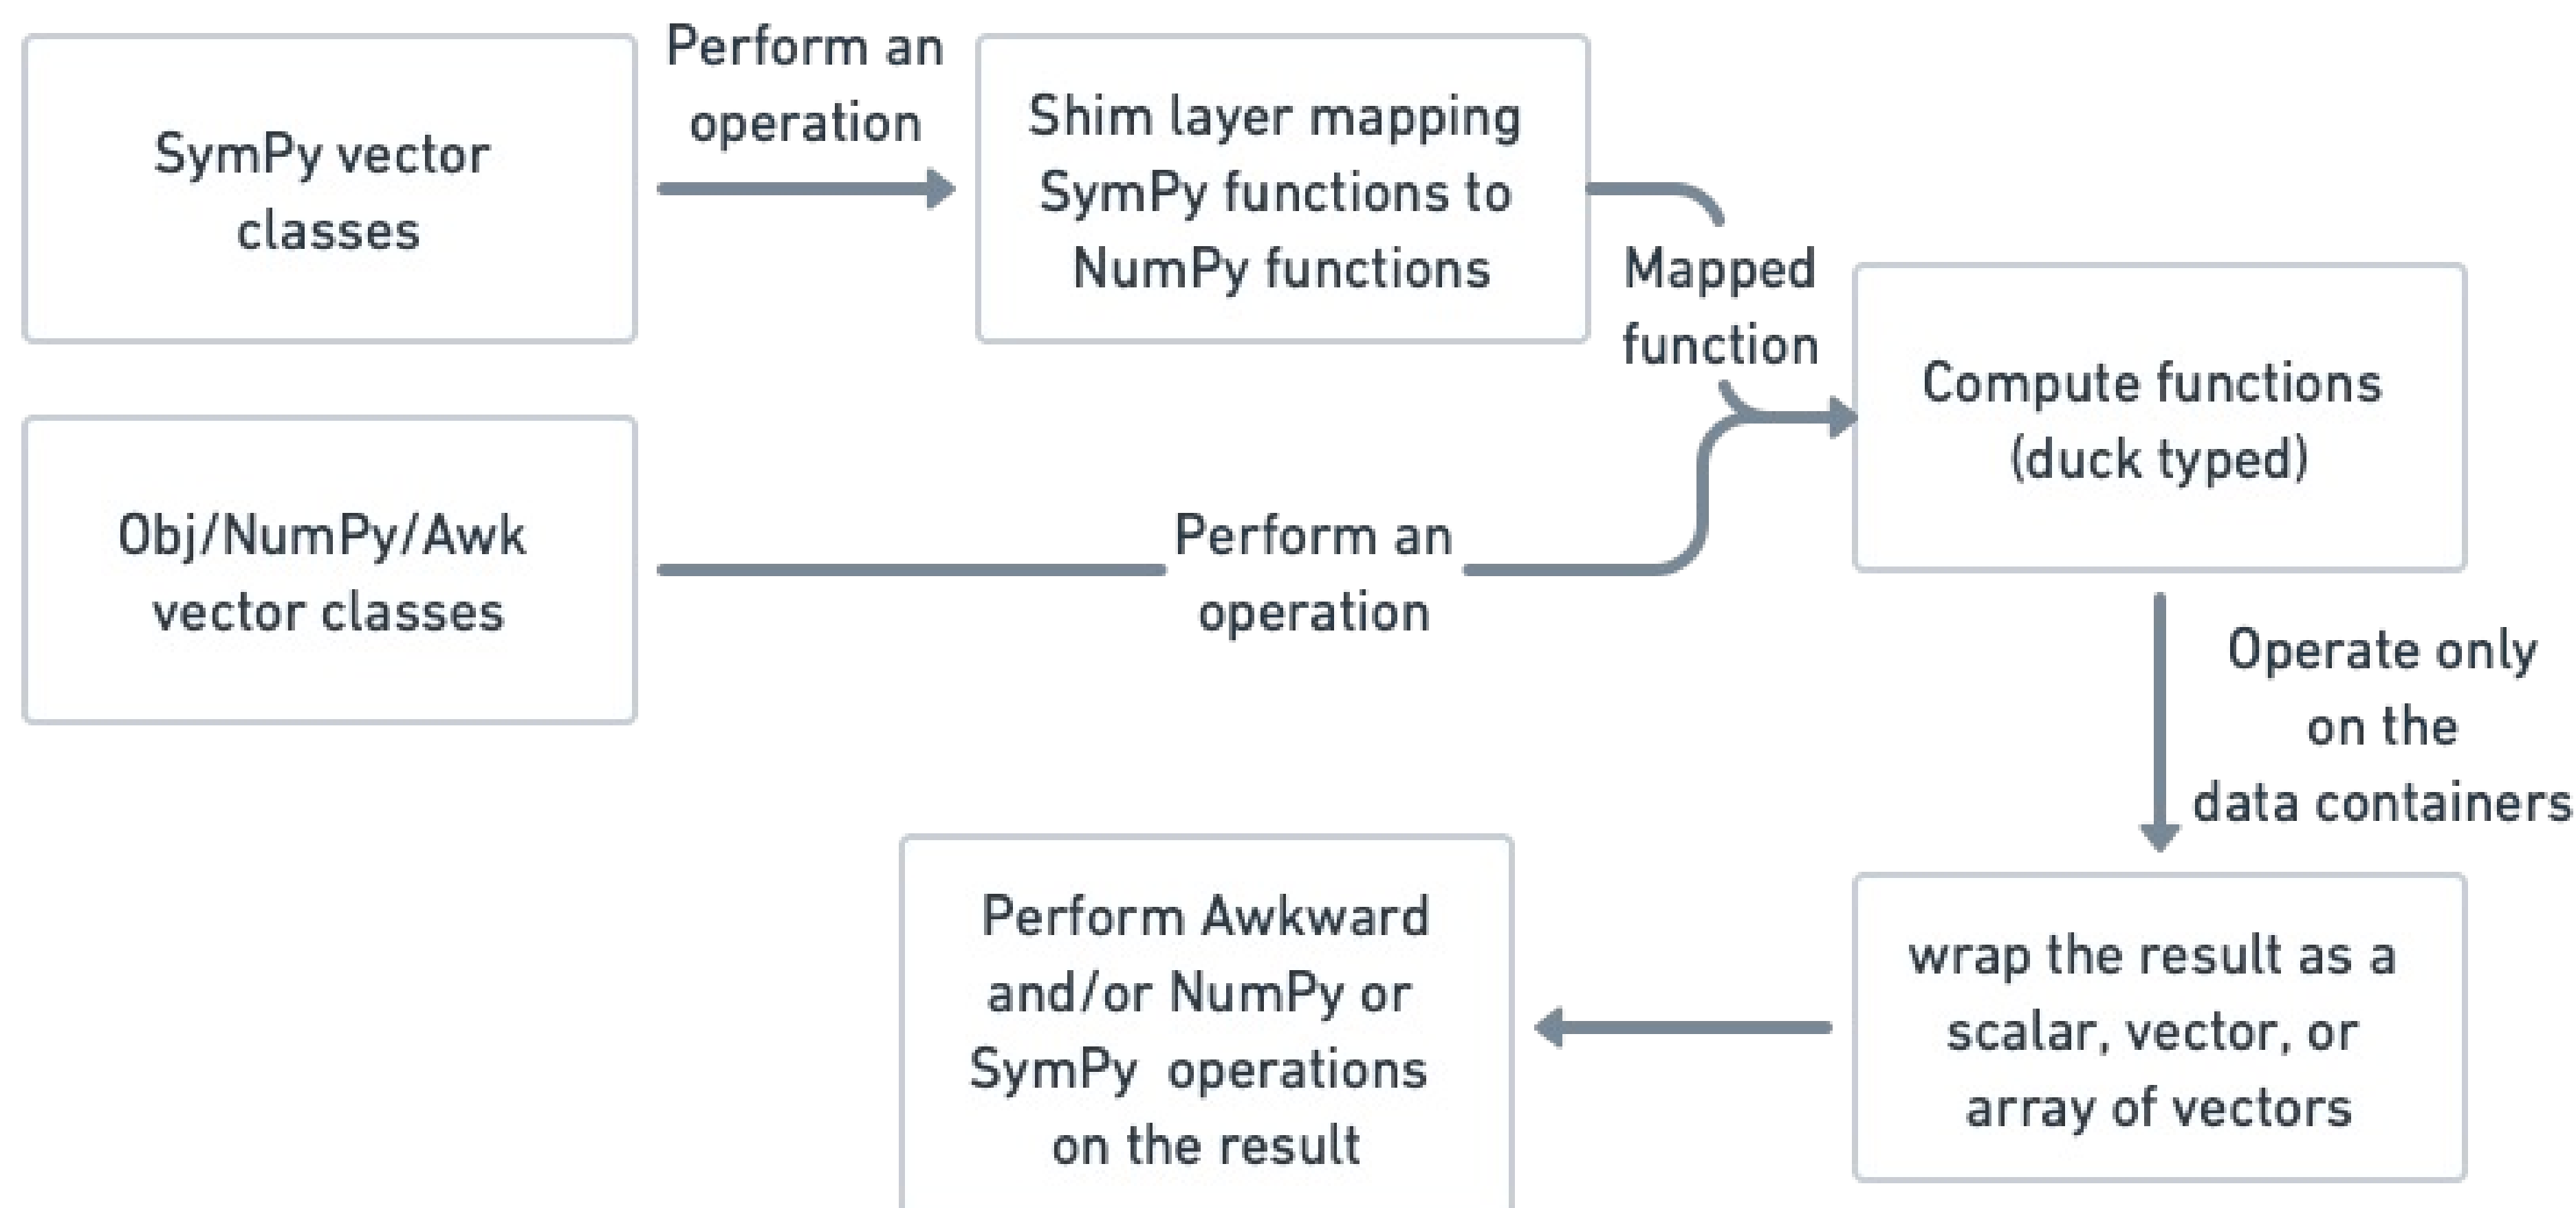 Perform an
operation
SymPy vector
classes
Shim layer mapping
SymPy functions to
NumPy functions
Mapped
function
Compute functions
(duck typed)
Obj/NumPy/Awk
vector classes
Perform an
operation
Operate only
on the
data containers
wrap the result as a
scalar, vector, or
array of vectors
Perform Awkward
and/or NumPy or
SymPy operations
on the result